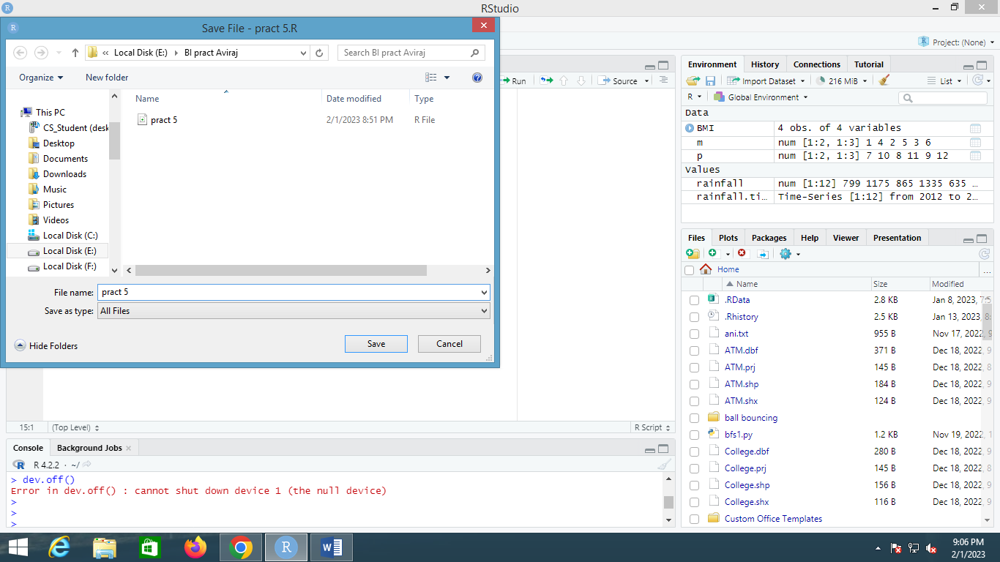 RStudio
Save File - pract 5.R
« Local Disk (E:) BI pract Aviraj
Search BI pract Aviraj
Organize New folder
Name Date modified Type
pract 5 2/1/2023 8:51 PM R File
This PC
CS_Student (desk
Desktop
Documents
Downloads
Music
Pictures
Videos
Local Disk (C:)
Local Disk (E:)
Local Disk (F:)
File name: pract 5
Save as type: All Files
Hide Folders Save Cancel
Project: (None)
Run Source
15:1 (Top Level) R Script
Console Background Jobs
R 4.2.2 · ~/
> dev.off()
Error in dev.off() : cannot shut down device 1 (the null device)
>
>
>
Environment History Connections Tutorial
Import Dataset 216 MiB List
R Global Environment
Data
BMI 4 obs. of 4 variables
m num [1:2, 1:3] 1 4 2 5 3 6
p num [1:2, 1:3] 7 10 8 11 9 12
Values
rainfall num [1:12] 799 1175 865 1335 635 …
rainfall.ti… Time-Series [1:12] from 2012 to 2…
Files Plots Packages Help Viewer Presentation
Home ...
Name Size Modified
.RData 2.8 KB Jan 8, 2023, 7:5
.Rhistory 2.5 KB Jan 13, 2023, 8:
ani.txt 955 B Nov 17, 2022, 9
ATM.dbf 371 B Dec 18, 2022, 9
ATM.prj 145 B Dec 18, 2022, 8
ATM.shp 184 B Dec 18, 2022, 9
ATM.shx 124 B Dec 18, 2022, 9
ball bouncing
bfs1.py 1.2 KB Nov 19, 2022, 1
College.dbf 280 B Dec 18, 2022, 9
College.prj 145 B Dec 18, 2022, 8
College.shp 156 B Dec 18, 2022, 9
College.shx 116 B Dec 18, 2022, 9
Custom Office Templates
9:06 PM
2/1/2023